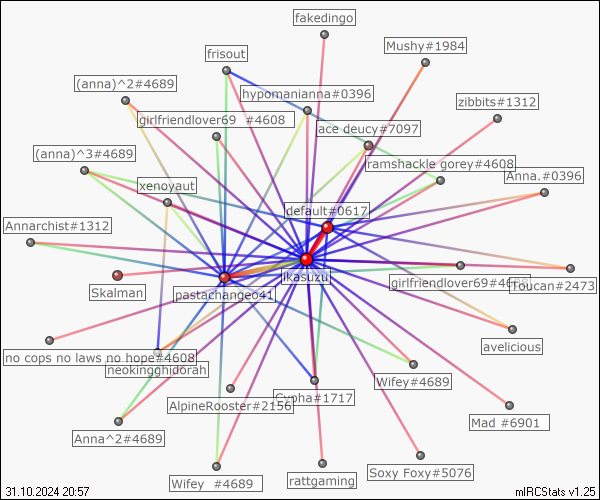 fakedingo
Mushy#1984
frisout
(anna)^2#4689
hypomanianna#0396
zibbits#1312
girlfriendlover69 #4608
ace deucy#7097
(anna)^3#4689
ramshackle gorey#4608
Anna.#0396
xenoyaut
default#0617
Annarchist#1312
ikasuzu
Skalman
pastachangeo41
girlfriendlover69#4689
Toucan#2473
avelicious
no cops no laws no hope#4608
neokingghidorah
Wifey#4689
Cypha#1717
AlpineRooster#2156
Mad #6901
Anna^2#4689
Soxy Foxy#5076
Wifey #4689
rattgaming
31.10.2024 20:57
mIRCStats v1.25